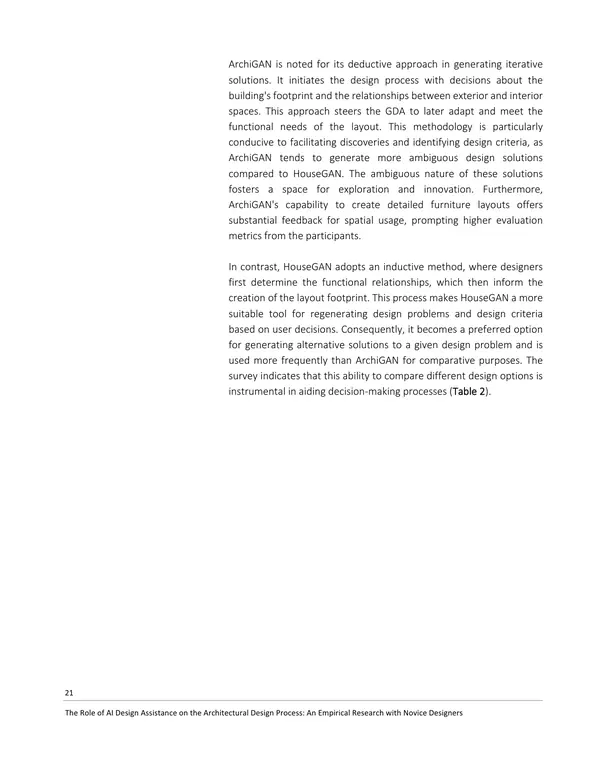 ArchiGAN is noted for its deductive approach in generating iterative
solutions. It initiates the design process with decisions about the
building's footprint and the relationships between exterior and interior
spaces. This approach steers the GDA to later adapt and meet the
functional needs of the layout. This methodology is particularly
conducive to facilitating discoveries and identifying design criteria, as
ArchiGAN tends to generate more ambiguous design solutions
compared to HouseGAN. The ambiguous nature of these solutions
fosters a space for exploration and innovation. Furthermore,
ArchiGAN's capability to create detailed furniture layouts offers
substantial feedback for spatial usage, prompting higher evaluation
metrics from the participants.
In contrast, HouseGAN adopts an inductive method, where designers
first determine the functional relationships, which then inform the
creation of the layout footprint. This process makes HouseGAN a more
suitable tool for regenerating design problems and design criteria
based on user decisions. Consequently, it becomes a preferred option
for generating alternative solutions to a given design problem and is
used more frequently than ArchiGAN for comparative purposes. The
survey indicates that this ability to compare different design options is
instrumental in aiding decision-making processes (Table 2).
21
The Role of AI Design Assistance on the Architectural Design Process: An Empirical Research with Novice Designers